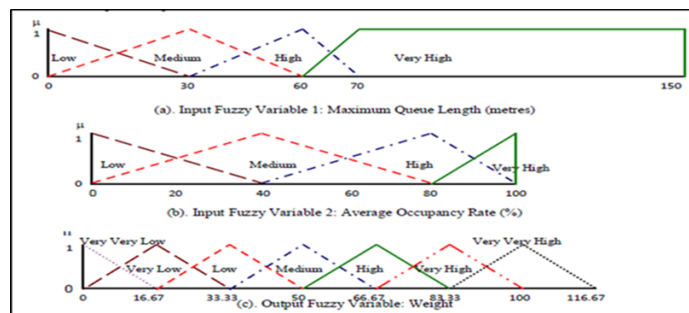 μ
1
Low Medium High Very High
0
0 30 60 70 150
(a). Input Fuzzy Variable 1: Maximum Queue Length (metres)
μ
1
Low Medium High Very High
0
0 20 40 60 80 100
(b). Input Fuzzy Variable 2: Average Occupancy Rate (%)
μ
Very Very Low Very Very High
1
Very Low Low Medium High Very High
0
0 16.67 33.33 50 66.67 83.33 100 116.67
(c). Output Fuzzy Variable: Weight